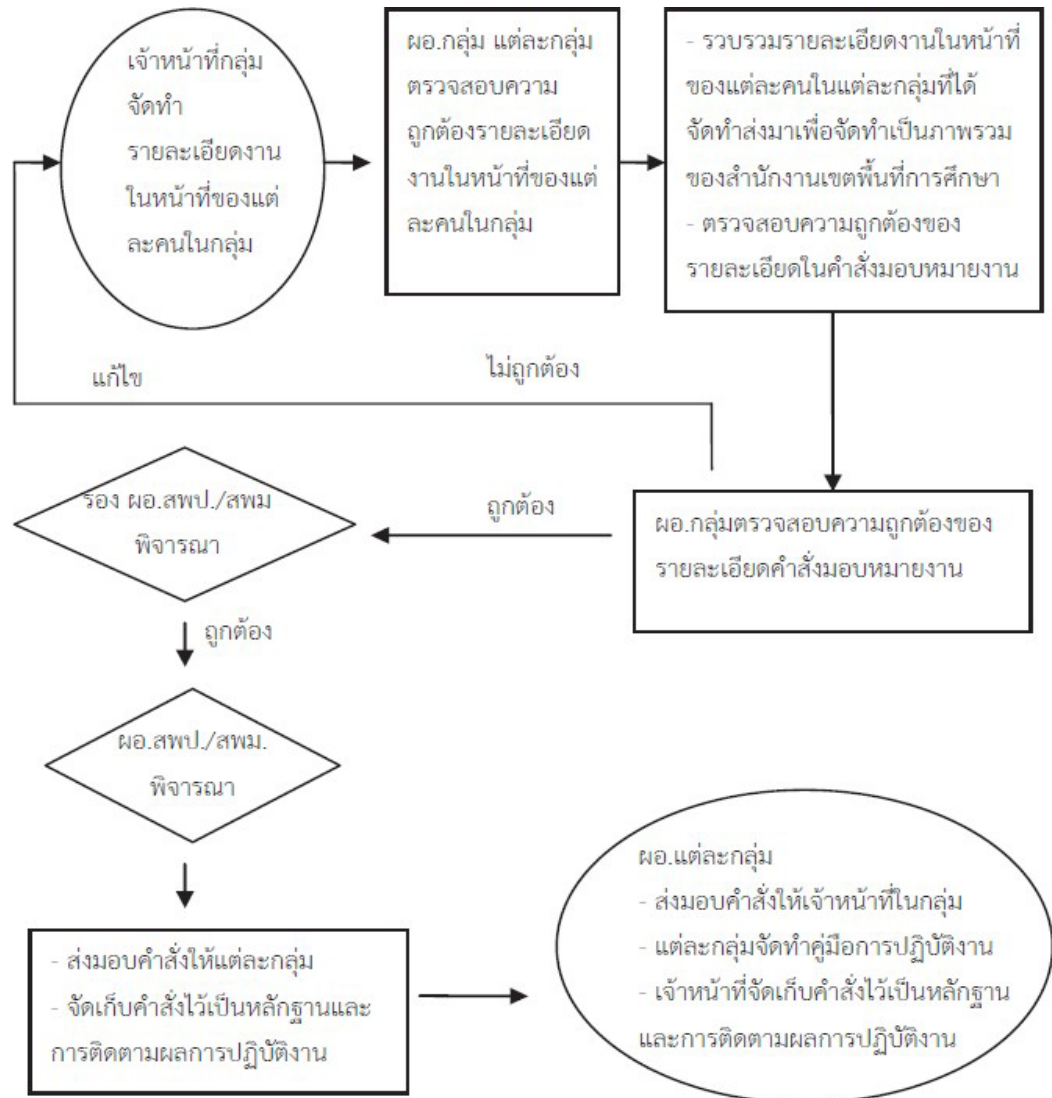 เจ้าหน้าที่กลุ่ม
จัดทำ
รายละเอียดงาน
ในหน้าที่ของแต่
ละคนในกลุ่ม
ผอ.กลุ่ม แต่ละกลุ่ม
ตรวจสอบความ
ถูกต้องรายละเอียด
งานในหน้าที่ของแต่
ละคนในกลุ่ม
- รวบรวมรายละเอียดงานในหน้าที่
ของแต่ละคนในแต่ละกลุ่มที่ได้
จัดทำส่งมาเพื่อจัดทำเป็นภาพรวม
ของสำนักงานเขตพื้นที่การศึกษา
- ตรวจสอบความถูกต้องของ
รายละเอียดในคำสั่งมอบหมายงาน
แก้ไข
ไม่ถูกต้อง
ผอ.กลุ่มตรวจสอบความถูกต้องของ
รายละเอียดคำสั่งมอบหมายงาน
ถูกต้อง
รอง ผอ.สพป./สพม
พิจารณา
ถูกต้อง
ผอ.สพป./สพม.
พิจารณา
- ส่งมอบคำสั่งให้แต่ละกลุ่ม
- จัดเก็บคำสั่งไว้เป็นหลักฐานและ
การติดตามผลการปฏิบัติงาน
ผอ.แต่ละกลุ่ม
- ส่งมอบคำสั่งให้เจ้าหน้าที่ในกลุ่ม
- แต่ละกลุ่มจัดทำคู่มือการปฏิบัติงาน
- เจ้าหน้าที่จัดเก็บคำสั่งไว้เป็นหลักฐาน
และการติดตามผลการปฏิบัติงาน